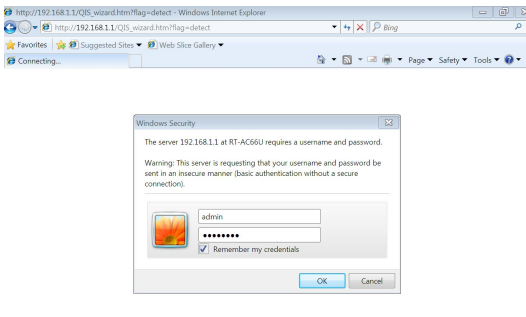 http://192.168.1.1/QIS_wizard.htm?flag=detect - Windows Internet Explorer
http://192.168.1.1/QIS_wizard.htm?flag=detect Bing
Favorites Suggested Sites Web Slice Gallery
Connecting... Page Safety Tools
Windows Security
The server 192.168.1.1 at RT-AC66U requires a username and password.
Warning: This server is requesting that your username and password be
sent in an insecure manner (basic authentication without a secure
connection).
admin
••••••••
Remember my credentials
OK Cancel